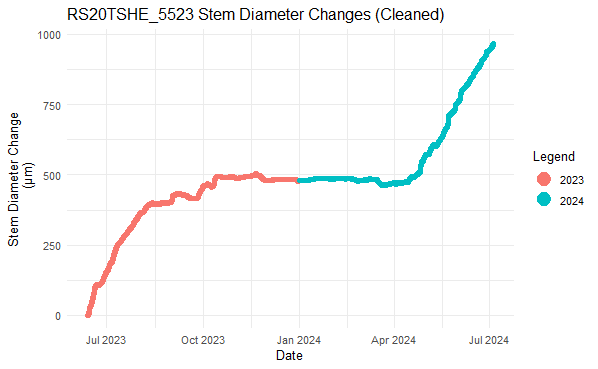 RS20TSHE_5523 Stem Diameter Changes (Cleaned)
1000
750
500
250
0
Stem Diameter Change
(μm)
Jul 2023
Oct 2023
Jan 2024
Apr 2024
Jul 2024
Date
Legend
2023
2024